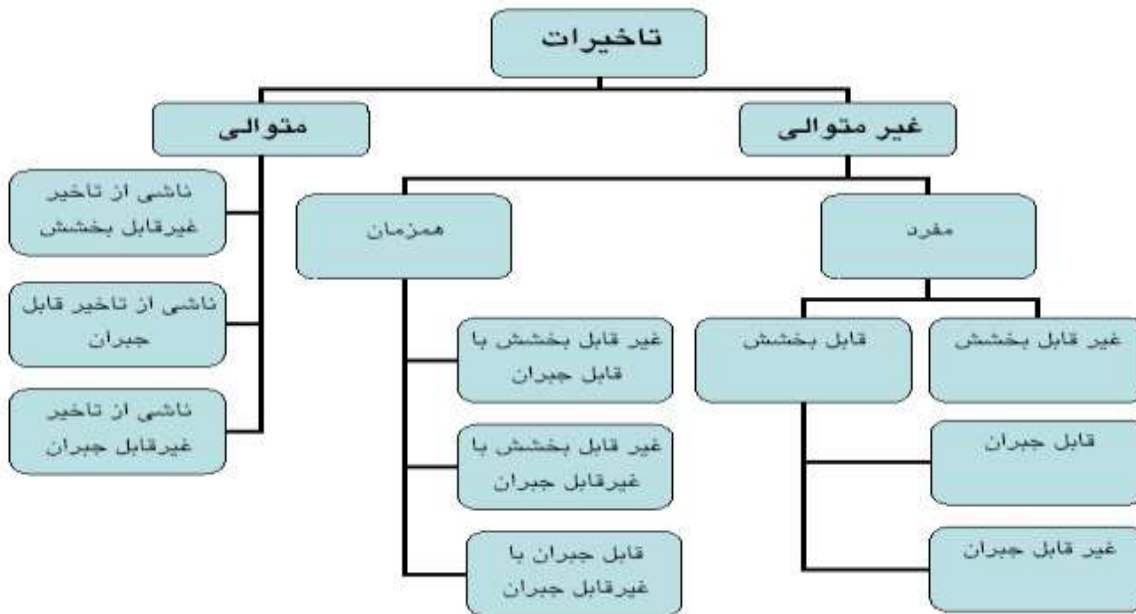 تاخیرات
غیر متوالی
متوالی
مفرد
همزمان
ناشی از تاخیر
غیرقابل بخشش
ناشی از تاخیر قابل
جبران
ناشی از تاخیر
غیرقابل جبران
غیر قابل بخشش
قابل بخشش
غیر قابل بخشش با
قابل جبران
قابل جبران
غیر قابل بخشش با
غیرقابل جبران
غیر قابل جبران
قابل جبران با
غیرقابل جبران